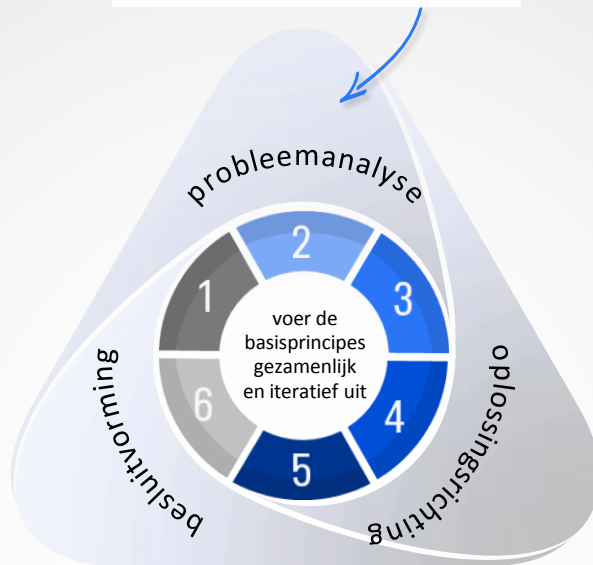 probleemanalyse
1
2
3
4
5
6
voer de
basisprincipes
gezamenlijk
en iteratief uit
oplossingsrichting
besluitvorming